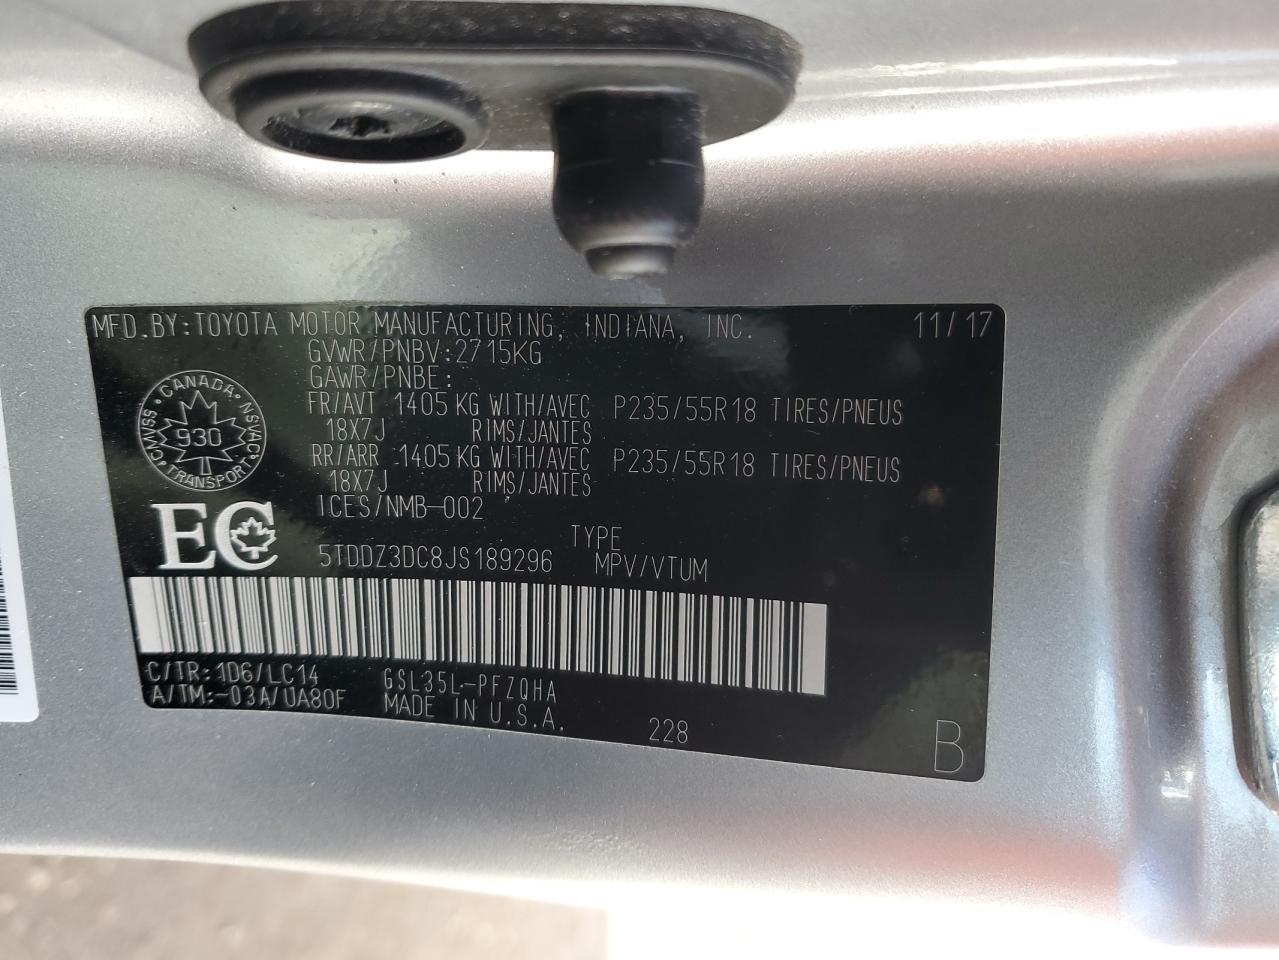 MFD.BY:TOYOTA MOTOR MANUFACTURING, INDIANA, INC. 11/17
GVWR/PNBV:2715KG
GAWR/PNBE:
FR/AVT 1405 KG WITH/AVEC P235/55R18 TIRES/PNEUS
18X7J RIMS/JANTES
RR/ARR 1405 KG WITH/AVEC P235/55R18 TIRES/PNEUS
18X7J RIMS/JANTES
ICES/NMB-002
CANADA
CMVSS NSVAC
930
TRANSPORT
EC
TYPE
5TDDZ3DC8JS189296 MPV/VTUM
C/TR:1D6/LC14 GSL35L-PFZQHA
A/TM:-03A/UA80F MADE IN U.S.A.
228
B